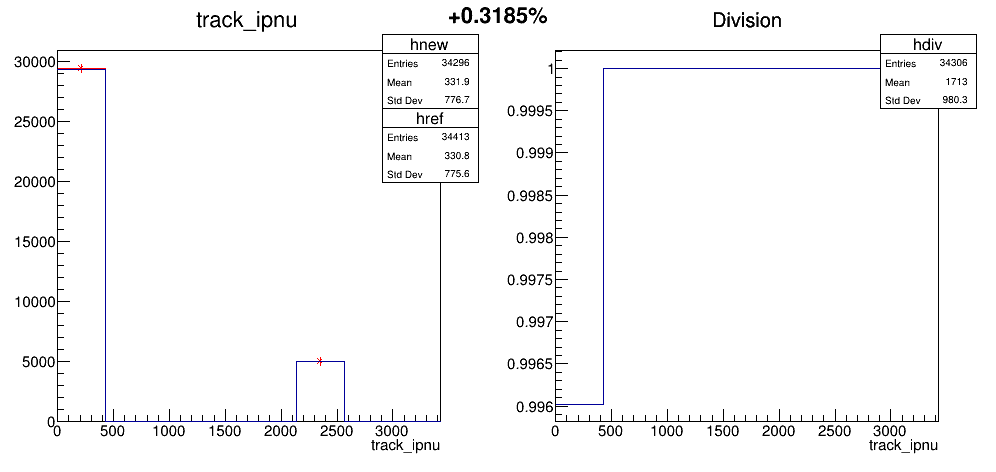 track_ipnu
+0.3185%
Division
hnew
Entries 34296
Mean 331.9
Std Dev 776.7
href
Entries 34413
Mean 330.8
Std Dev 775.6
30000
25000
20000
15000
10000
5000
0
0 500 1000 1500 2000 2500 3000
track_ipnu
hdiv
Entries 34306
Mean 1713
Std Dev 980.3
1
0.9995
0.999
0.9985
0.998
0.9975
0.997
0.9965
0.996
0 500 1000 1500 2000 2500 3000
track_ipnu